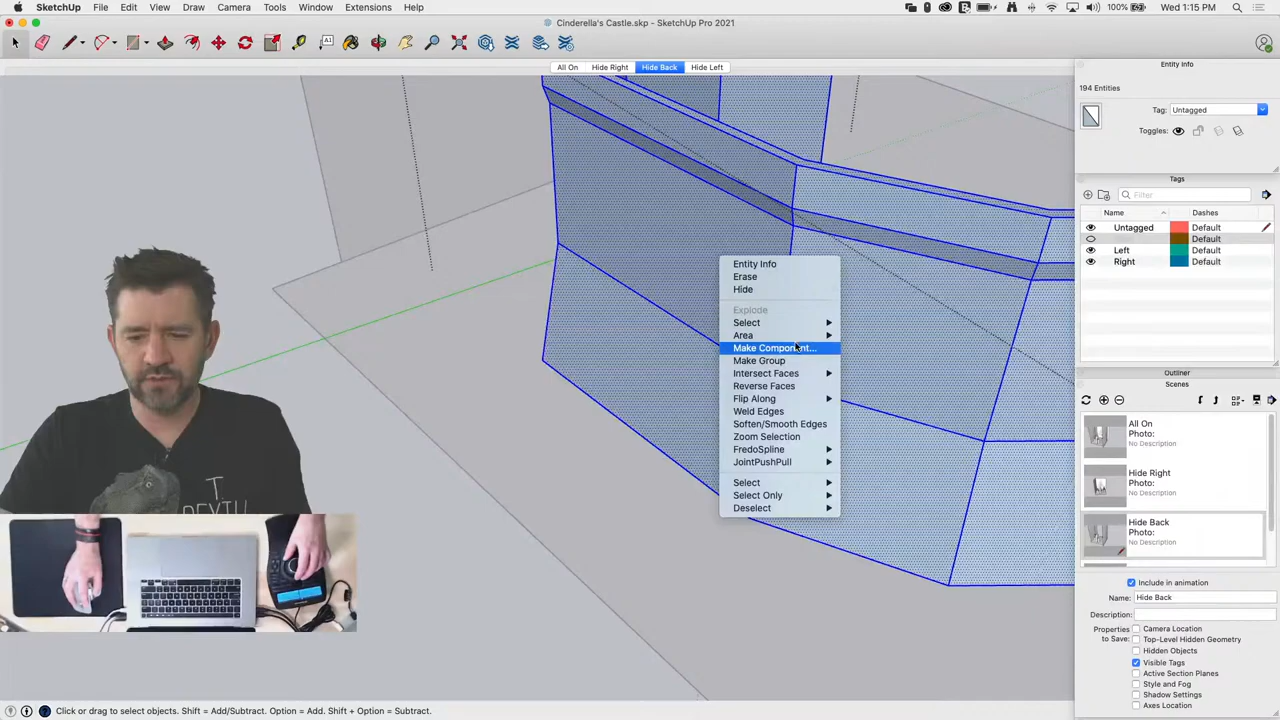 SketchUp File Edit View Draw Camera Tools Window Extensions Help
100% Wed 1:15 PM
Cinderella's Castle.skp - SketchUp Pro 2021
All On Hide Right Hide Back Hide Left
Entity Info
194 Entities
Tag: Untagged
Toggles:
Tags
Filter
Name Dashes
Untagged Default
Default
Left Default
Right Default
Outliner
Scenes
All On
Photo:
No Description
Hide Right
Photo:
No Description
Hide Back
Photo:
No Description
Include in animation
Name: Hide Back
Description:
Properties to Save:
Camera Location
Top-Level Hidden Geometry
Hidden Objects
Visible Tags
Active Section Planes
Style and Fog
Shadow Settings
Axes Location
Entity Info
Erase
Hide
Explode
Select
Area
Make Component...
Make Group
Intersect Faces
Reverse Faces
Flip Along
Weld Edges
Soften/Smooth Edges
Zoom Selection
FredoSpline
JointPushPull
Select
Select Only
Deselect
Click or drag to select objects. Shift = Add/Subtract. Option = Add. Shift + Option = Subtract.